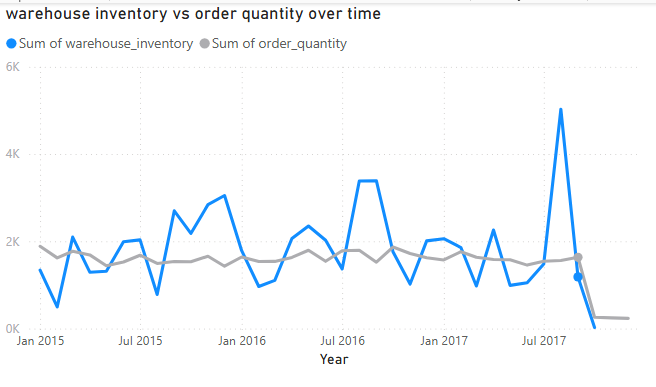 warehouse inventory vs order quantity over time
Sum of warehouse_inventory Sum of order_quantity
6K
4K
2K
0K
Jan 2015 Jul 2015 Jan 2016 Jul 2016 Jan 2017 Jul 2017
Year